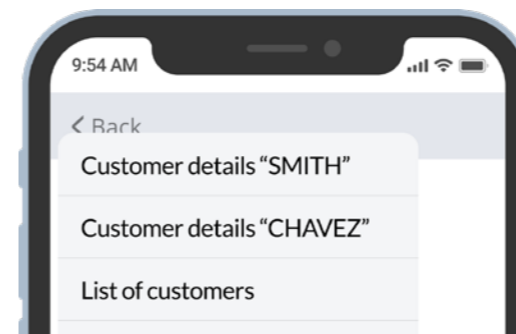 9:54 AM
Back
Customer details “SMITH”
Customer details “CHAVEZ”
List of customers